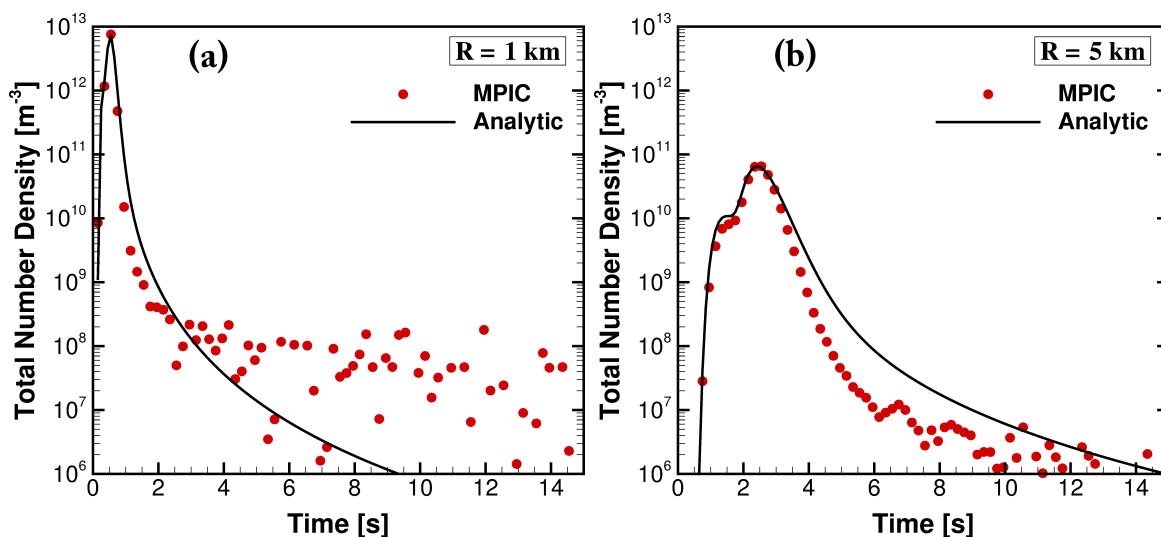 (a)
R = 1 km
MPIC
Analytic
Total Number Density [m⁻³]
10¹³
10¹²
10¹¹
10¹⁰
10⁹
10⁸
10⁷
10⁶
0 2 4 6 8 10 12 14
Time [s]
(b)
R = 5 km
MPIC
Analytic
Total Number Density [m⁻³]
10¹³
10¹²
10¹¹
10¹⁰
10⁹
10⁸
10⁷
10⁶
0 2 4 6 8 10 12 14
Time [s]